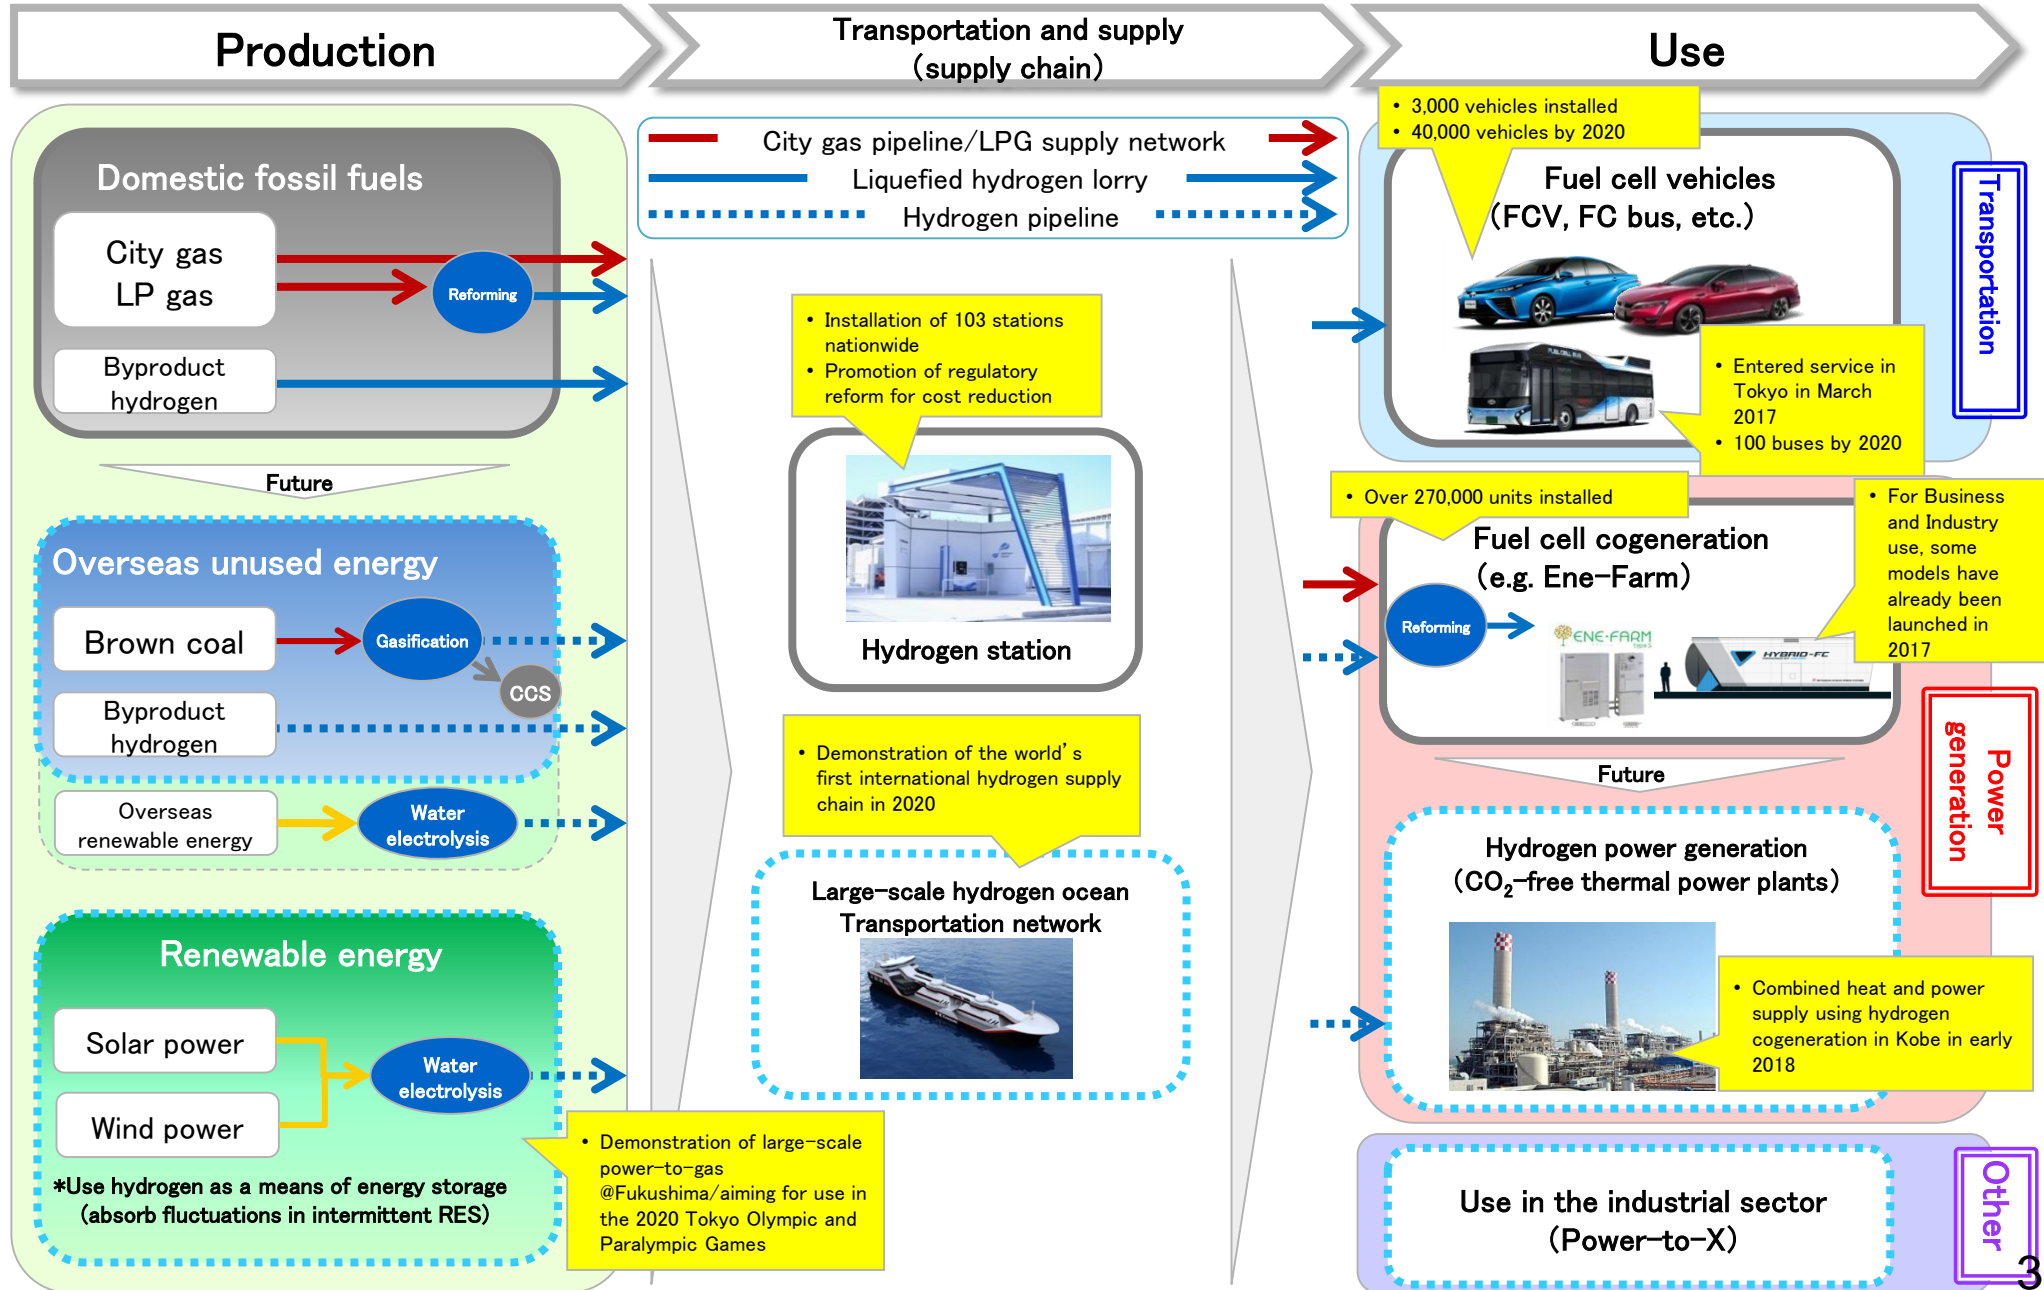 Production
Transportation and supply
(supply chain)
Use
Domestic fossil fuels
City gas
LP gas
Reforming
Byproduct
hydrogen
Future
Overseas unused energy
Brown coal
Gasification
CCS
Byproduct
hydrogen
Overseas
renewable energy
Water
electrolysis
Renewable energy
Solar power
Wind power
Water
electrolysis
*Use hydrogen as a means of energy storage
(absorb fluctuations in intermittent RES)
• Demonstration of large-scale
power-to-gas
@Fukushima/aiming for use in
the 2020 Tokyo Olympic and
Paralympic Games
City gas pipeline/LPG supply network
Liquefied hydrogen lorry
Hydrogen pipeline
• Installation of 103 stations
nationwide
• Promotion of regulatory
reform for cost reduction
Hydrogen station
• Demonstration of the world's
first international hydrogen supply
chain in 2020
Large-scale hydrogen ocean
Transportation network
• 3,000 vehicles installed
• 40,000 vehicles by 2020
Fuel cell vehicles
(FCV, FC bus, etc.)
FUEL CELL BUS
• Entered service in
Tokyo in March
2017
• 100 buses by 2020
Transportation
• Over 270,000 units installed
Fuel cell cogeneration
(e.g. Ene-Farm)
Reforming
ENE·FARM
HYBRID-FC
• For Business
and Industry
use, some
models have
already been
launched in
2017
Power
generation
Future
Hydrogen power generation
(CO₂-free thermal power plants)
• Combined heat and power
supply using hydrogen
cogeneration in Kobe in early
2018
Use in the industrial sector
(Power-to-X)
Other
3